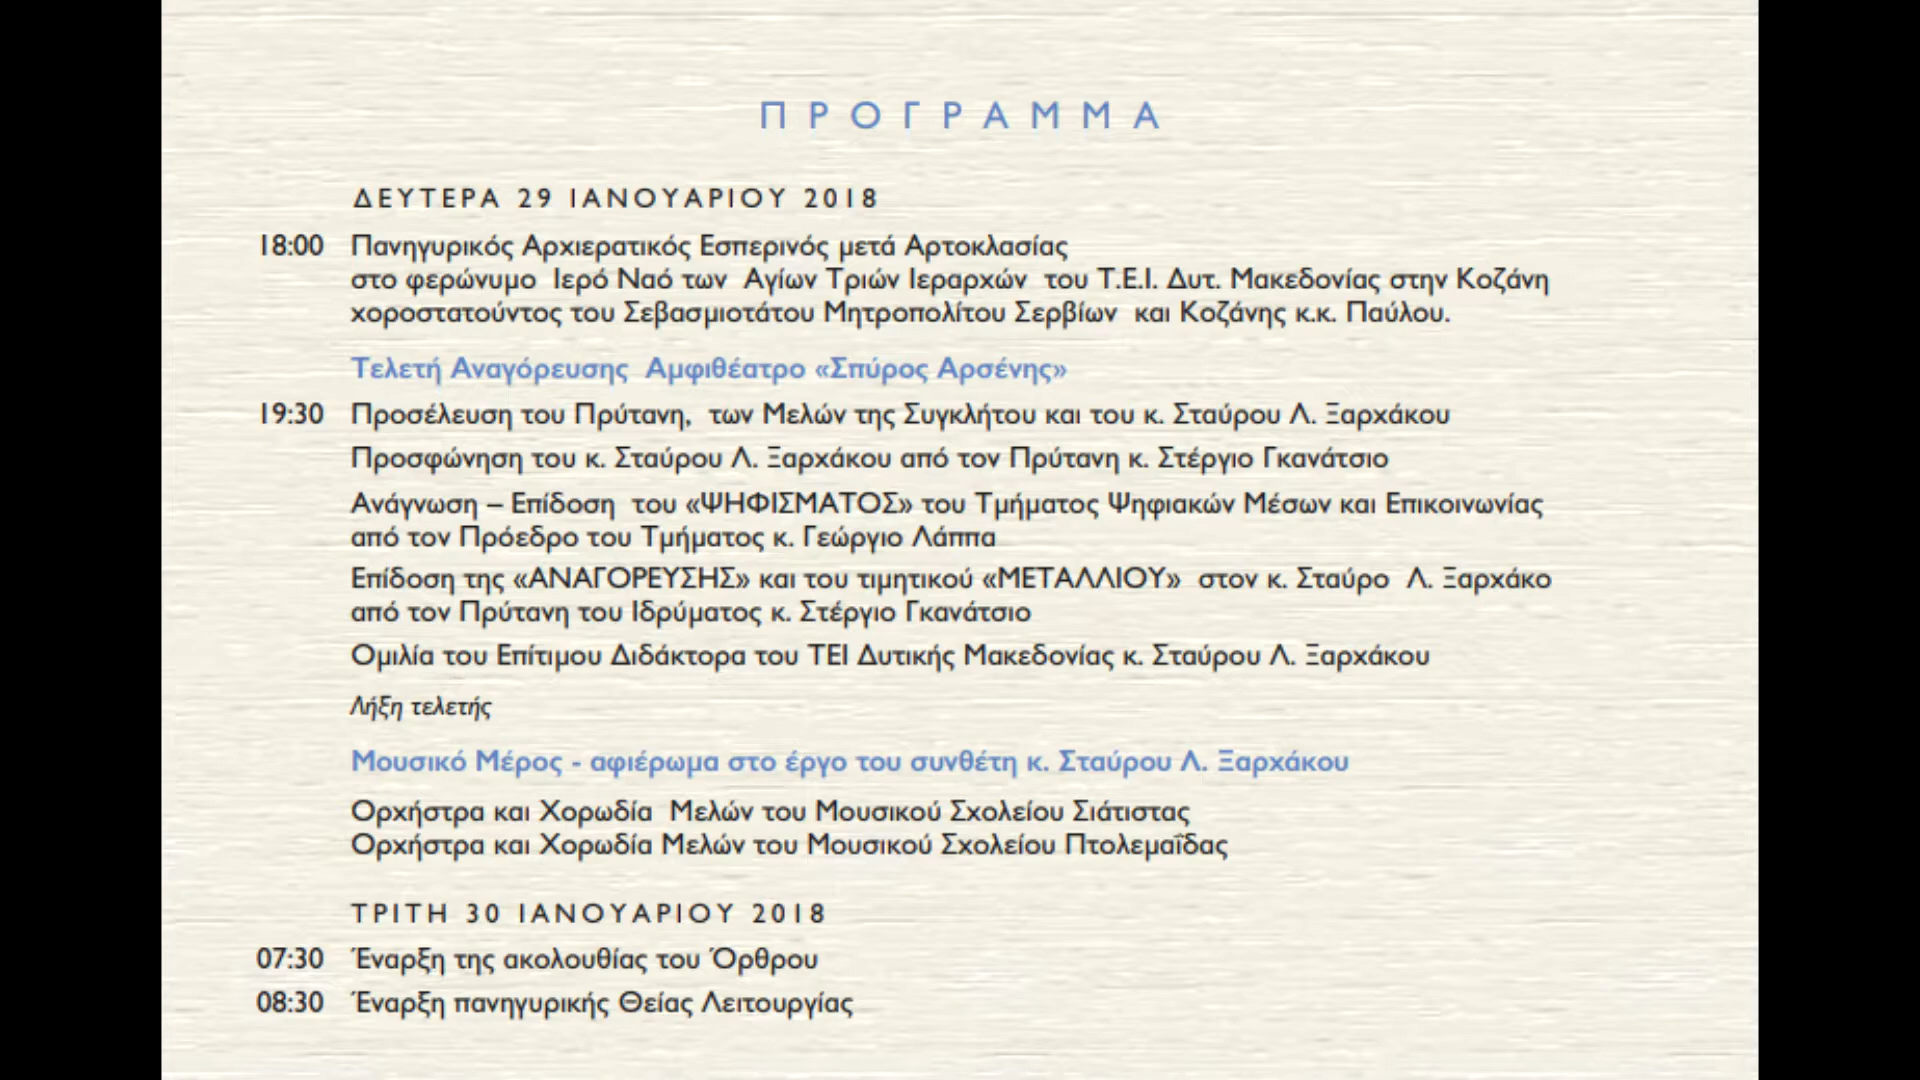 ΠΡΟΓΡΑΜΜΑ
ΔΕΥΤΕΡΑ 29 ΙΑΝΟΥΑΡΙΟΥ 2018
18:00 Πανηγυρικός Αρχιερατικός Εσπερινός μετά Αρτοκλασίας
στο φερώνυμο Ιερό Ναό των Αγίων Τριών Ιεραρχών του Τ.Ε.Ι. Δυτ. Μακεδονίας στην Κοζάνη
χοροστατούντος του Σεβασμιοτάτου Μητροπολίτου Σερβίων και Κοζάνης κ.κ. Παύλου.
Τελετή Αναγόρευσης Αμφιθέατρο «Σπύρος Αρσένης»
19:30 Προσέλευση του Πρύτανη, των Μελών της Συγκλήτου και του κ. Σταύρου Λ. Ξαρχάκου
Προσφώνηση του κ. Σταύρου Λ. Ξαρχάκου από τον Πρύτανη κ. Στέργιο Γκανάτσιο
Ανάγνωση – Επίδοση του «ΨΗΦΙΣΜΑΤΟΣ» του Τμήματος Ψηφιακών Μέσων και Επικοινωνίας
από τον Πρόεδρο του Τμήματος κ. Γεώργιο Λάππα
Επίδοση της «ΑΝΑΓΟΡΕΥΣΗΣ» και του τιμητικού «ΜΕΤΑΛΛΙΟΥ» στον κ. Σταύρο Λ. Ξαρχάκο
από τον Πρύτανη του Ιδρύματος κ. Στέργιο Γκανάτσιο
Ομιλία του Επίτιμου Διδάκτορα του ΤΕΙ Δυτικής Μακεδονίας κ. Σταύρου Λ. Ξαρχάκου
Λήξη τελετής
Μουσικό Μέρος - αφιέρωμα στο έργο του συνθέτη κ. Σταύρου Λ. Ξαρχάκου
Ορχήστρα και Χορωδία Μελών του Μουσικού Σχολείου Σιάτιστας
Ορχήστρα και Χορωδία Μελών του Μουσικού Σχολείου Πτολεμαΐδας
ΤΡΙΤΗ 30 ΙΑΝΟΥΑΡΙΟΥ 2018
07:30 Έναρξη της ακολουθίας του Όρθρου
08:30 Έναρξη πανηγυρικής Θείας Λειτουργίας